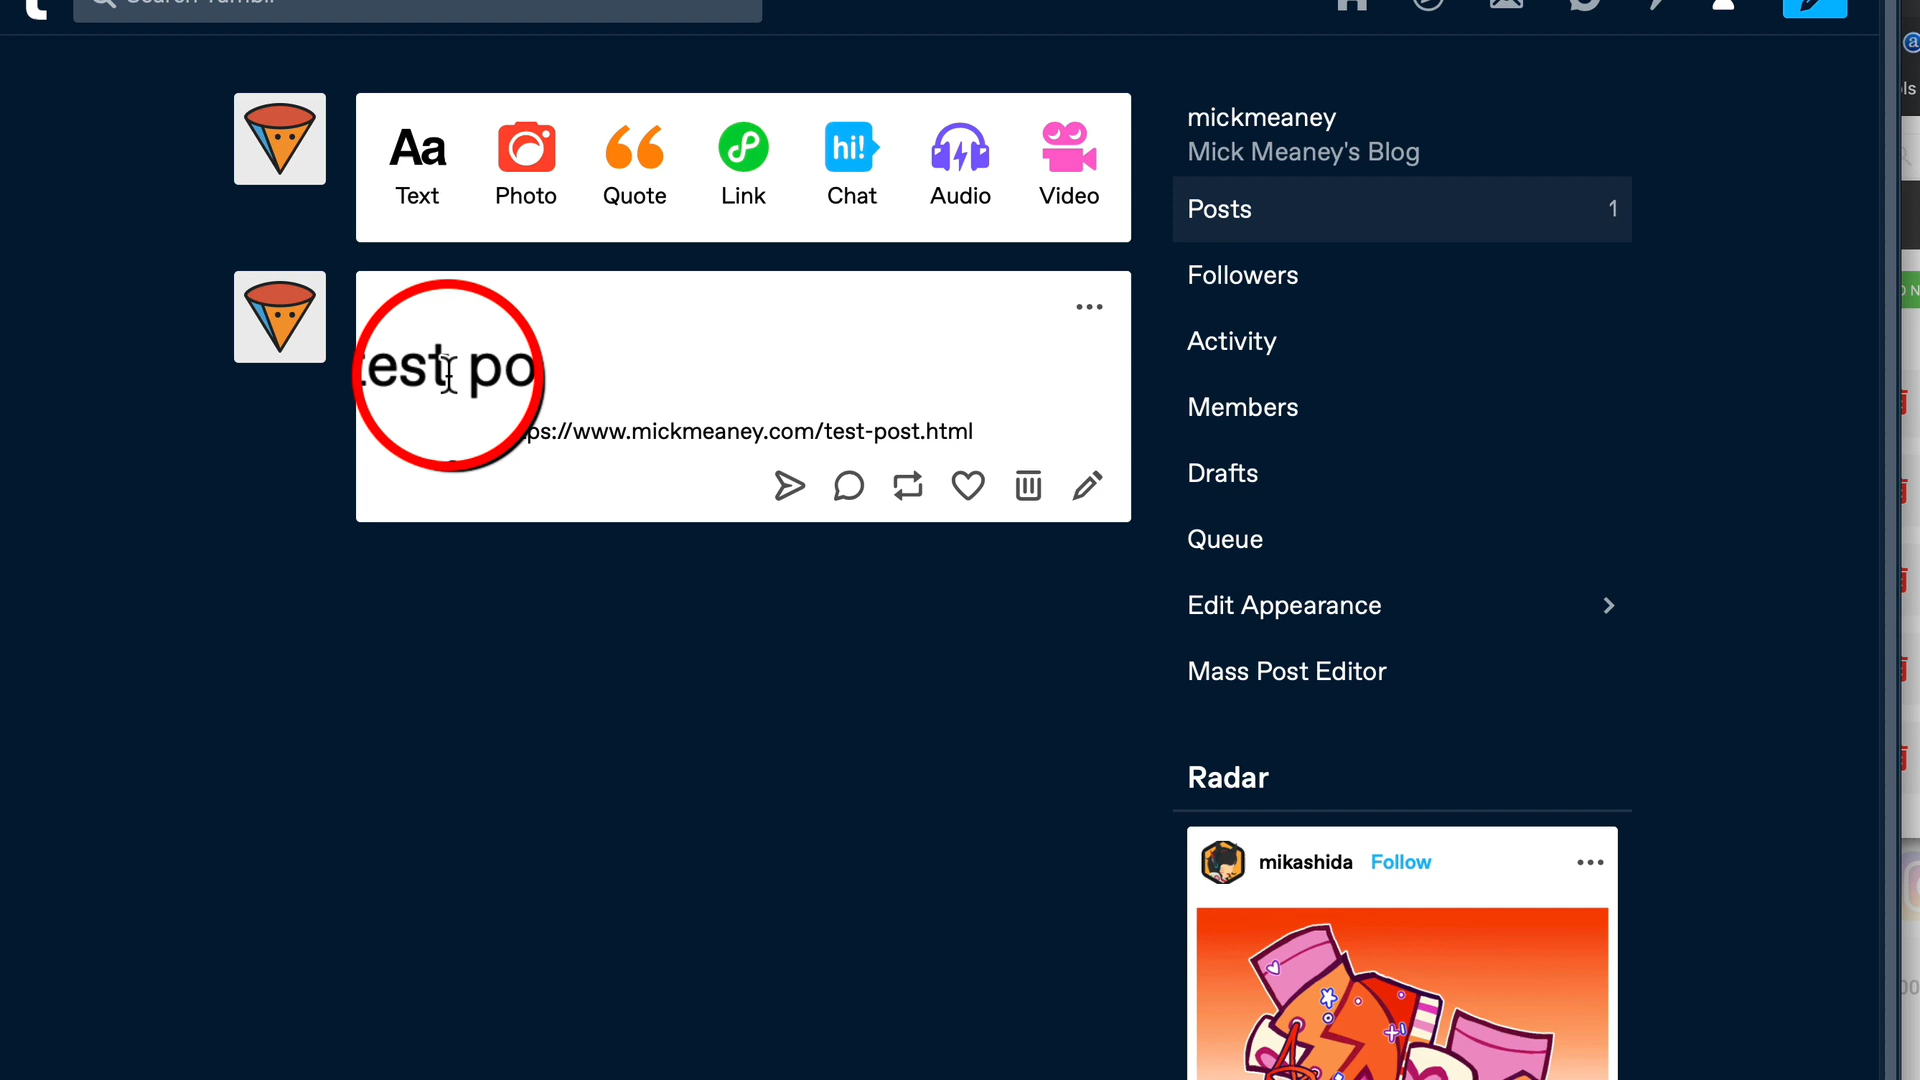 Aa
Text
Photo
Quote
Link
hi!
Chat
Audio
Video
est po
ps://www.mickmeaney.com/test-post.html
mickmeaney
Mick Meaney's Blog
Posts 1
Followers
Activity
Members
Drafts
Queue
Edit Appearance
Mass Post Editor
Radar
mikashida Follow